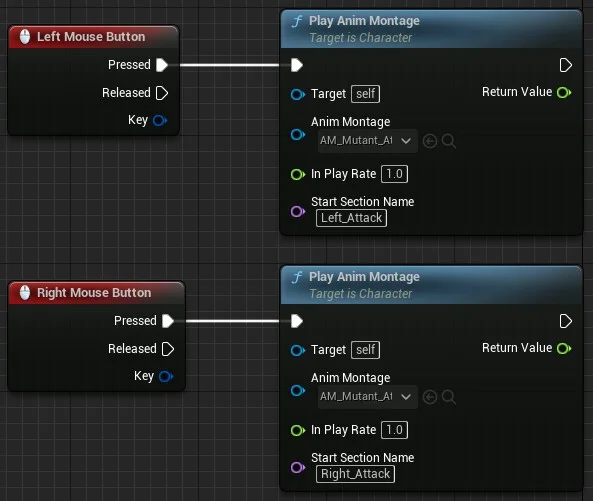 Left Mouse Button
Pressed
Released
Key
Play Anim Montage
Target is Character
Target self
Return Value
Anim Montage
AM_Mutant_At
In Play Rate 1.0
Start Section Name
Left_Attack
Right Mouse Button
Pressed
Released
Key
Play Anim Montage
Target is Character
Target self
Return Value
Anim Montage
AM_Mutant_At
In Play Rate 1.0
Start Section Name
Right_Attack